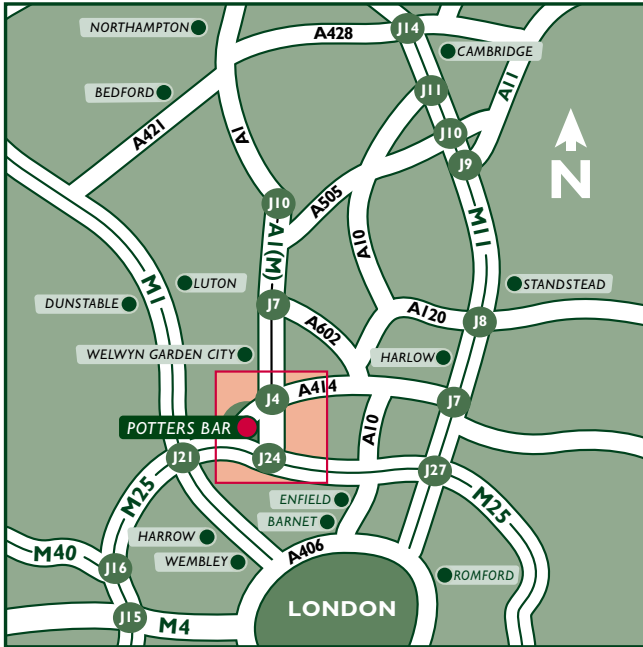 NORTHAMPTON
A428
J14
CAMBRIDGE
BEDFORD
J11
A11
A421
A1
J10
J9
N
J10
A505
A1(M)
A10
M11
M1
LUTON
STANDSTEAD
DUNSTABLE
J7
A602
A120
J8
WELWYN GARDEN CITY
HARLOW
J4
A414
J7
POTTERS BAR
A10
J21
J24
J27
M25
ENFIELD
M25
BARNET
HARROW
M40
WEMBLEY
A406
J16
ROMFORD
LONDON
J15
M4